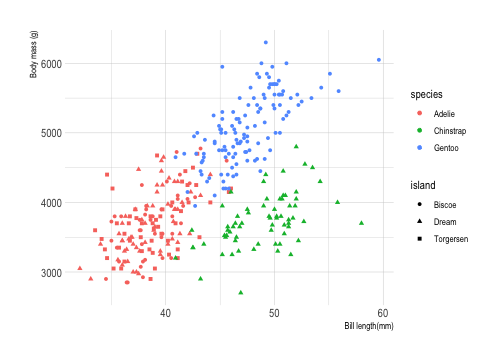 Body mass (g)
6000
5000
4000
3000
40
50
60
Bill length(mm)
species
Adelie
Chinstrap
Gentoo
island
Biscoe
Dream
Torgersen